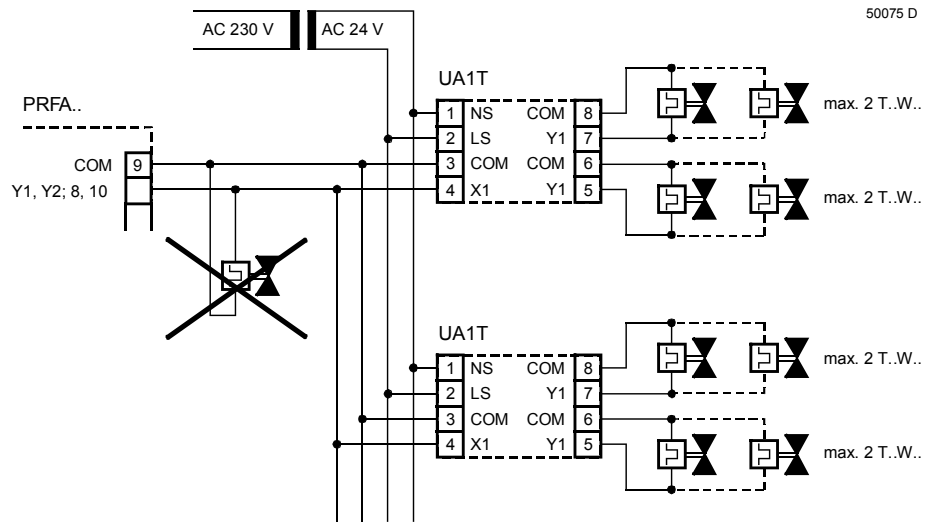 50075 D
AC 230 V AC 24 V
UA1T
PRFA..
1 NS COM 8
2 LS Y1 7
3 COM COM 6
4 X1 Y1 5
max. 2 T..W..
max. 2 T..W..
COM 9
Y1, Y2; 8, 10
UA1T
1 NS COM 8
2 LS Y1 7
3 COM COM 6
4 X1 Y1 5
max. 2 T..W..
max. 2 T..W..